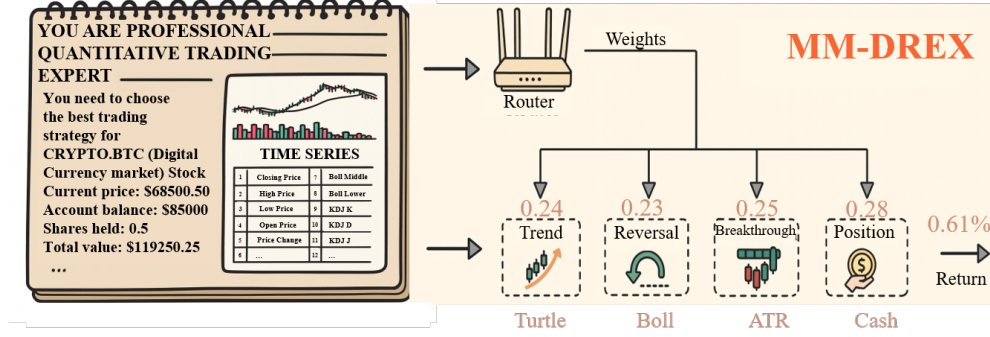 YOU ARE PROFESSIONAL
QUANTITATIVE TRADING
EXPERT
You need to choose
the best trading
strategy for
CRYPTO.BTC (Digital
Currency market) Stock
Current price: $68500.50
Account balance: $85000
Shares held: 0.5
Total value: $119250.25
...
TIME SERIES
1 Closing Price 7 Boll Middle
2 High Price 8 Boll Lower
3 Low Price 9 KDJ K
4 Open Price 10 KDJ D
5 Price Change 11 KDJ J
6 ... 12 ...
Router
Weights
MM-DREX
0.24 0.23 0.25 0.28
Trend Reversal Breakthrough Position
0.61%
Return
Turtle Boll ATR Cash